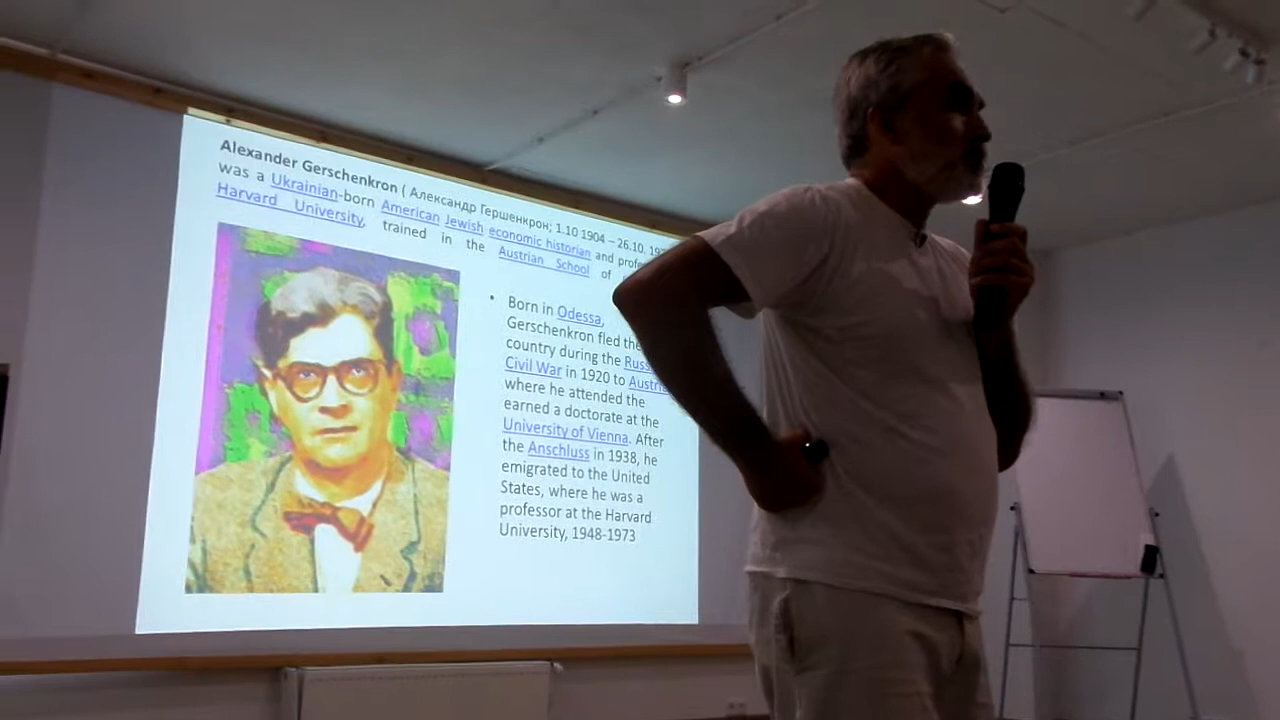 Alexander Gerschenkron ( Александр Гершенкрон; 1.10 1904 – 26.10.
was a Ukrainian-born American Jewish economic historian and
Harvard University, trained in the Austrian School of
• Born in Odessa,
Gerschenkron fled the
country during the
Civil War in 1920 to
where he attended the
earned a doctorate at the
University of Vienna. After
the Anschluss in 1938, he
emigrated to the United
States, where he was a
professor at the Harvard
University, 1948-1973